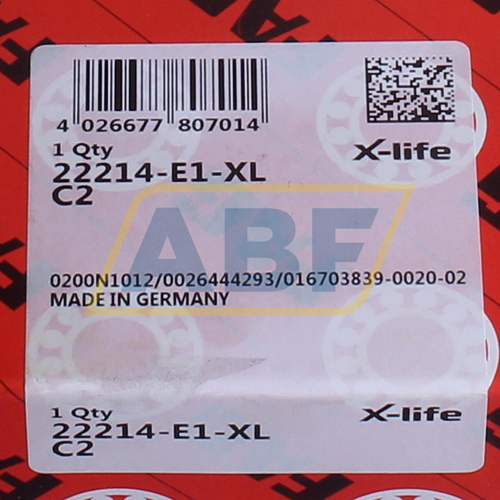 4 026677 807014
1 Qty
X-life
22214-E1-XL
C2
ABF
0200N1012/0026444293/016703839-0020-02
MADE IN GERMANY
1 Qty
X-life
22214-E1-XL
C2